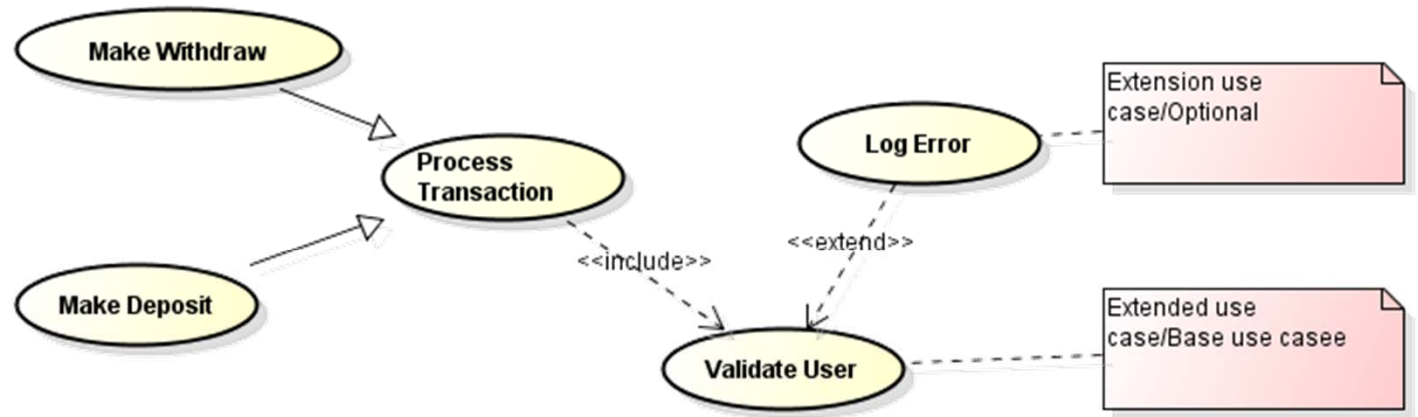 Make Withdraw
Extension use
case/Optional
Log Error
Process
Transaction
<<extend>>
<<include>>
Make Deposit
Extended use
case/Base use casee
Validate User